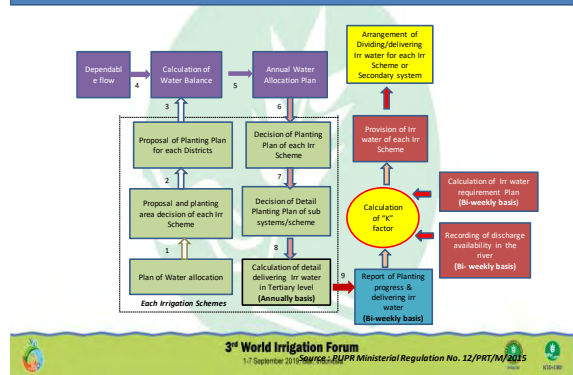 Arrangement of
Dividing/delivering
Irr water for each Irr
Scheme or
Secondary system
Dependabl
e flow
4
Calculation of
Water Balance
5
Annual Water
Allocation Plan
3
6
Proposal of Planting Plan
for each Districts
Decision of Planting
Plan of each Irr
Scheme
Provision of Irr
water of each Irr
Scheme
2
7
Proposal and planting
area decision of each Irr
Scheme
Decision of Detail
Planting Plan of sub
systems/scheme
Calculation
of "K"
factor
Calculation of Irr water
requirement Plan
(Bi-weekly basis)
1
8
Recording of discharge
availability in the
river
(Bi- weekly basis)
Plan of Water allocation
Calculation of detail
delivering Irr water
in Tertiary level
(Annually basis)
9
Report of Planting
progress &
delivering irr
water
(Bi-weekly basis)
Each Irrigation Schemes
3rd World Irrigation Forum
1-7 September 2019,
Source : PUPR Ministerial Regulation No. 12/PRT/M/2015